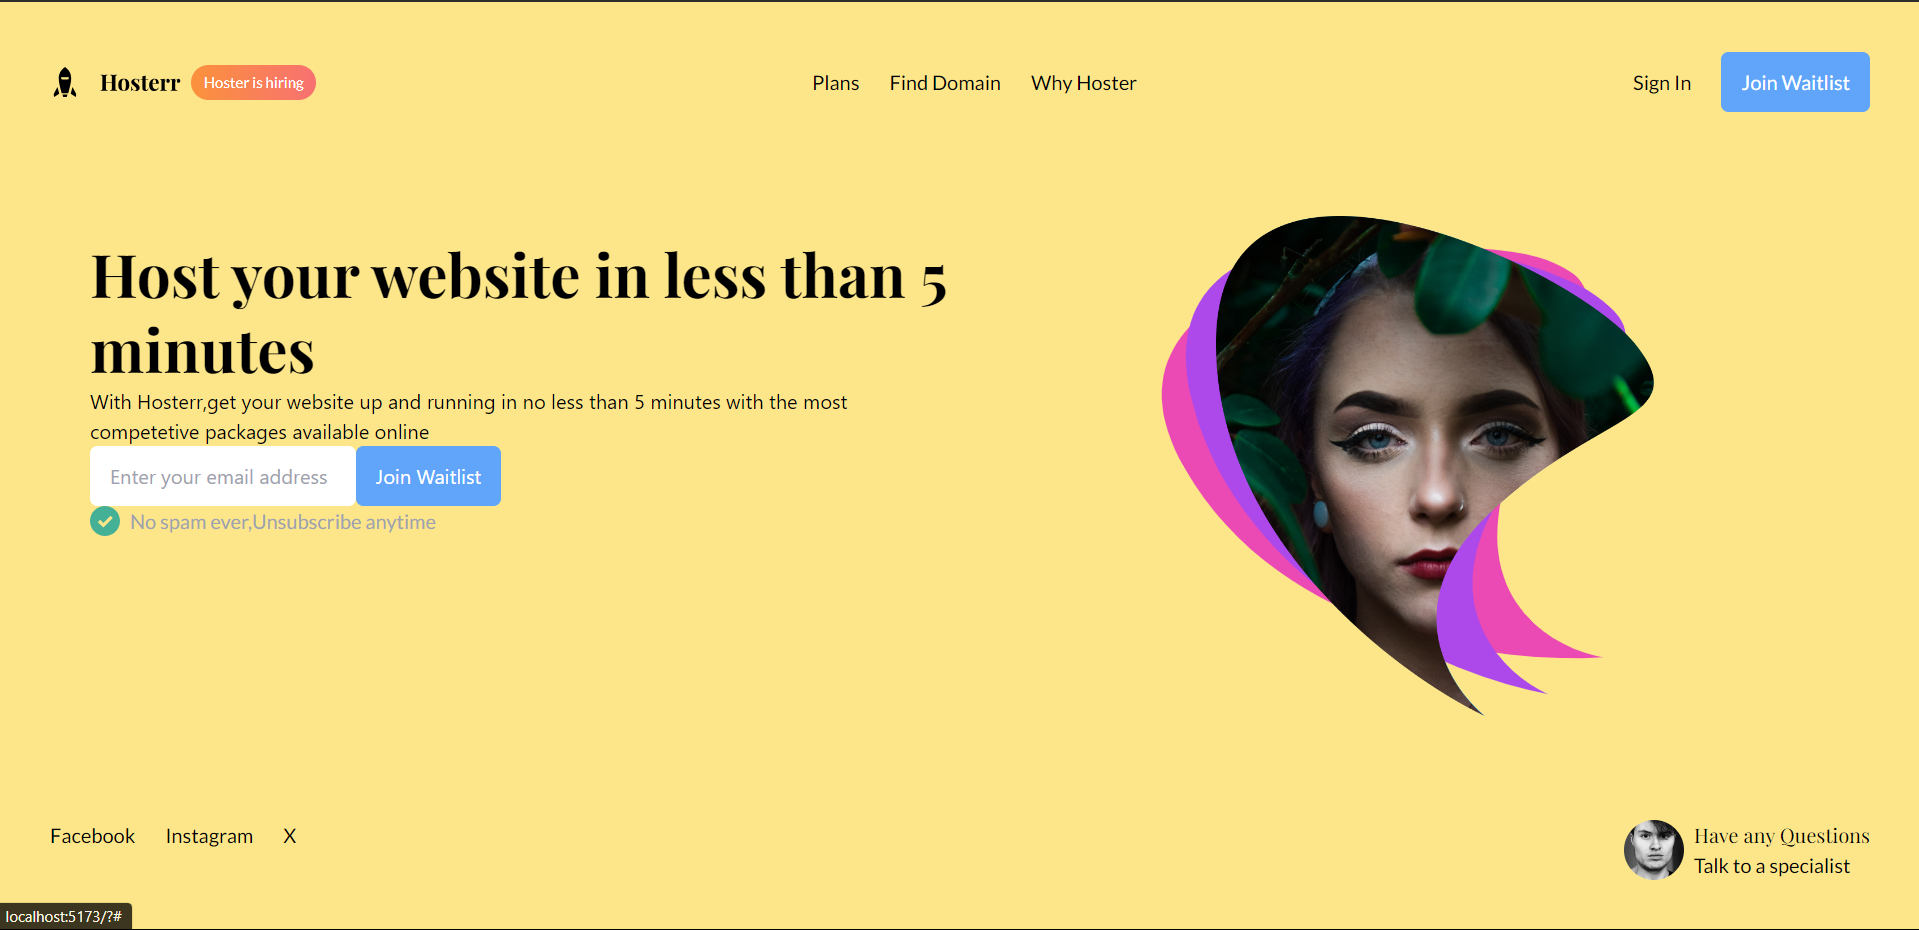 Hosterr
Hoster is hiring
Plans
Find Domain
Why Hoster
Sign In
Join Waitlist
Host your website in less than 5
minutes
With Hosterr,get your website up and running in no less than 5 minutes with the most
competetive packages available online
Enter your email address
Join Waitlist
No spam ever,Unsubscribe anytime
Facebook
Instagram
X
Have any Questions
Talk to a specialist
localhost:5173/?#